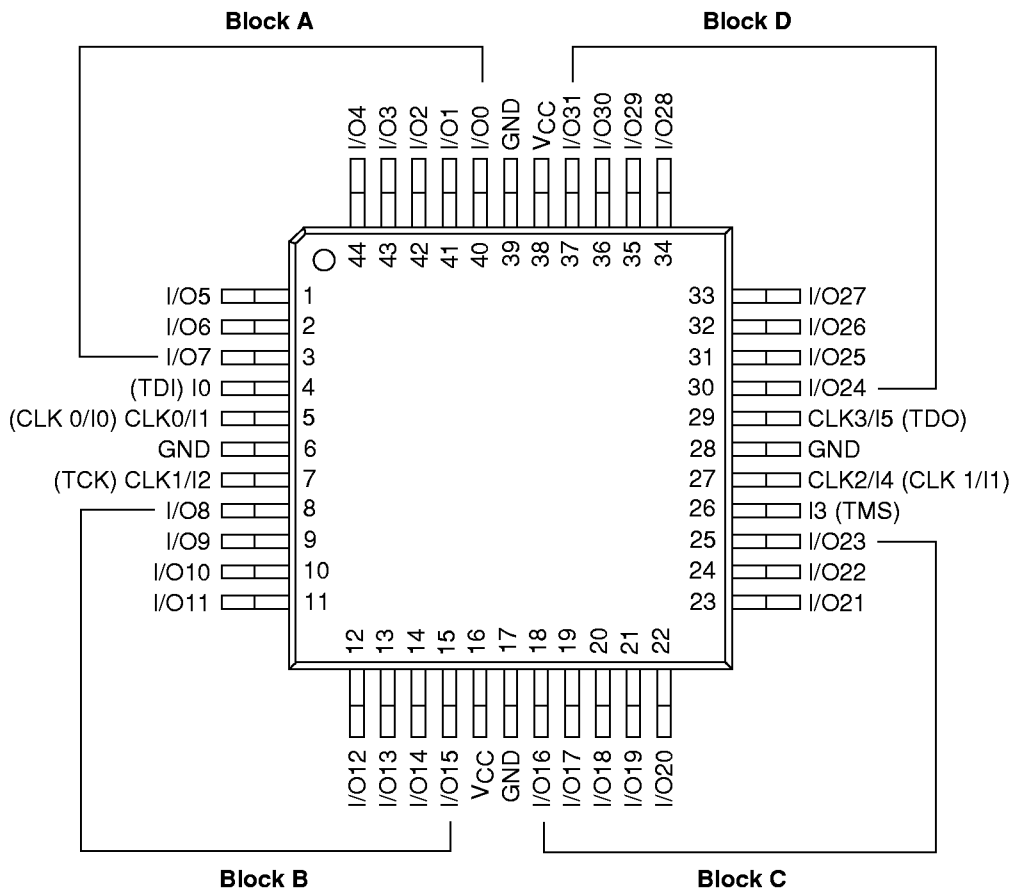 Block A
Block D
I/O4
I/O3
I/O2
I/O1
I/O0
GND
VCC
I/O31
I/O30
I/O29
I/O28
44
43
42
41
40
39
38
37
36
35
34
I/O5 1
I/O6 2
I/O7 3
(TDI) I0 4
(CLK 0/I0) CLK0/I1 5
GND 6
(TCK) CLK1/I2 7
I/O8 8
I/O9 9
I/O10 10
I/O11 11
33 I/O27
32 I/O26
31 I/O25
30 I/O24
29 CLK3/I5 (TDO)
28 GND
27 CLK2/I4 (CLK 1/I1)
26 I3 (TMS)
25 I/O23
24 I/O22
23 I/O21
12
13
14
15
16
17
18
19
20
21
22
I/O12
I/O13
I/O14
I/O15
VCC
GND
I/O16
I/O17
I/O18
I/O19
I/O20
Block B
Block C